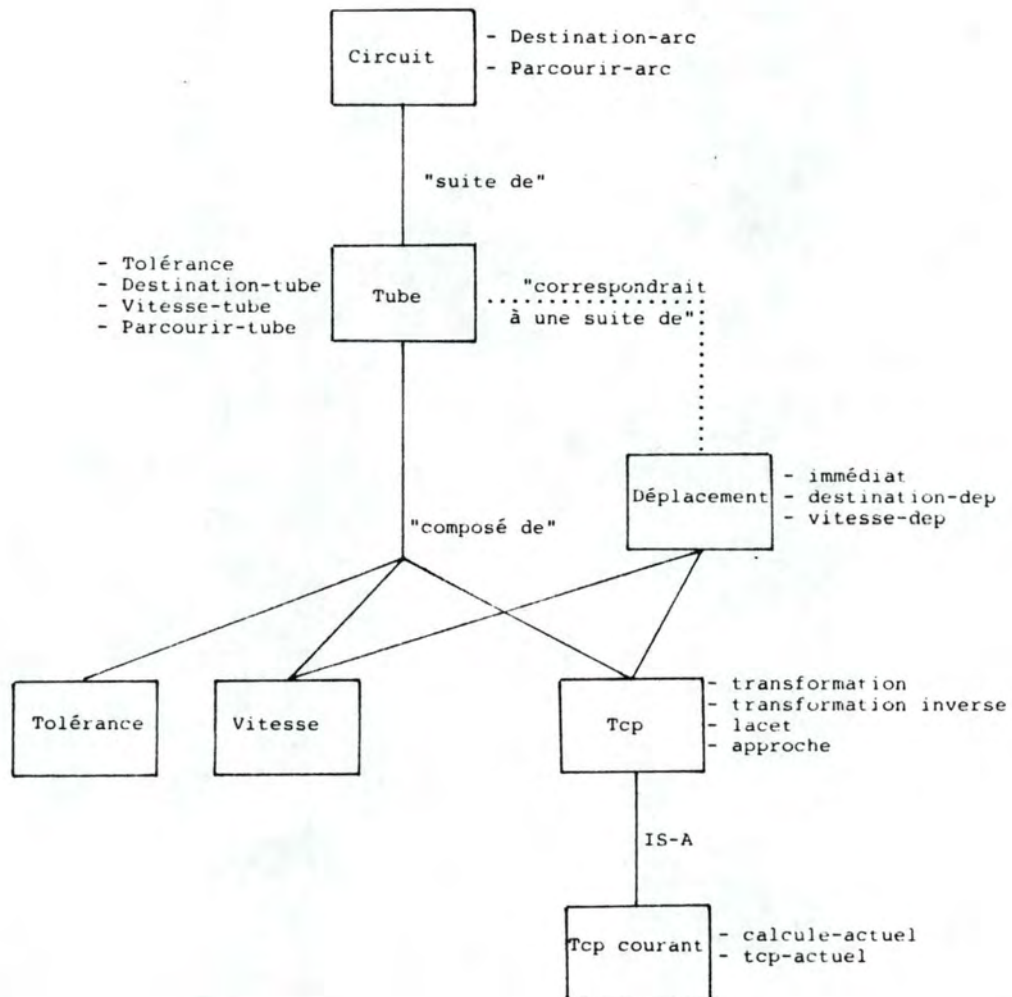 Circuit
- Destination-arc
- Parcourir-arc
"suite de"
- Tolérance
- Destination-tube
- Vitesse-tube
- Parcourir-tube
Tube
"correspondrait
à une suite de"
Déplacement
- immédiat
- destination-dep
- vitesse-dep
"composé de"
Tolérance
Vitesse
Tcp
- transformation
- transformation inverse
- lacet
- approche
IS-A
Tcp courant
- calcule-actuel
- tcp-actuel